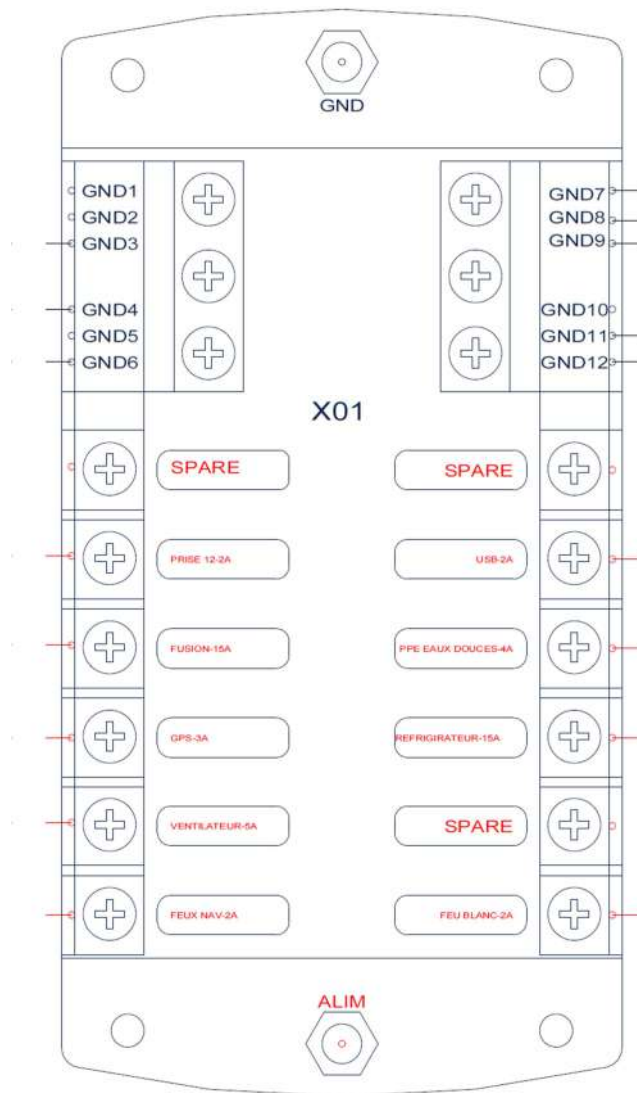 GND
GND1
GND2
GND3
GND4
GND5
GND6
GND7
GND8
GND9
GND10
GND11
GND12
X01
SPARE
SPARE
PRISE 12-2A
USB-2A
FUSION-15A
PPE EAUX DOUCES-4A
GPS-3A
REFRIGIRATEUR-15A
VENTILATEUR-5A
SPARE
FEUX NAV-2A
FEU BLANC-2A
ALIM